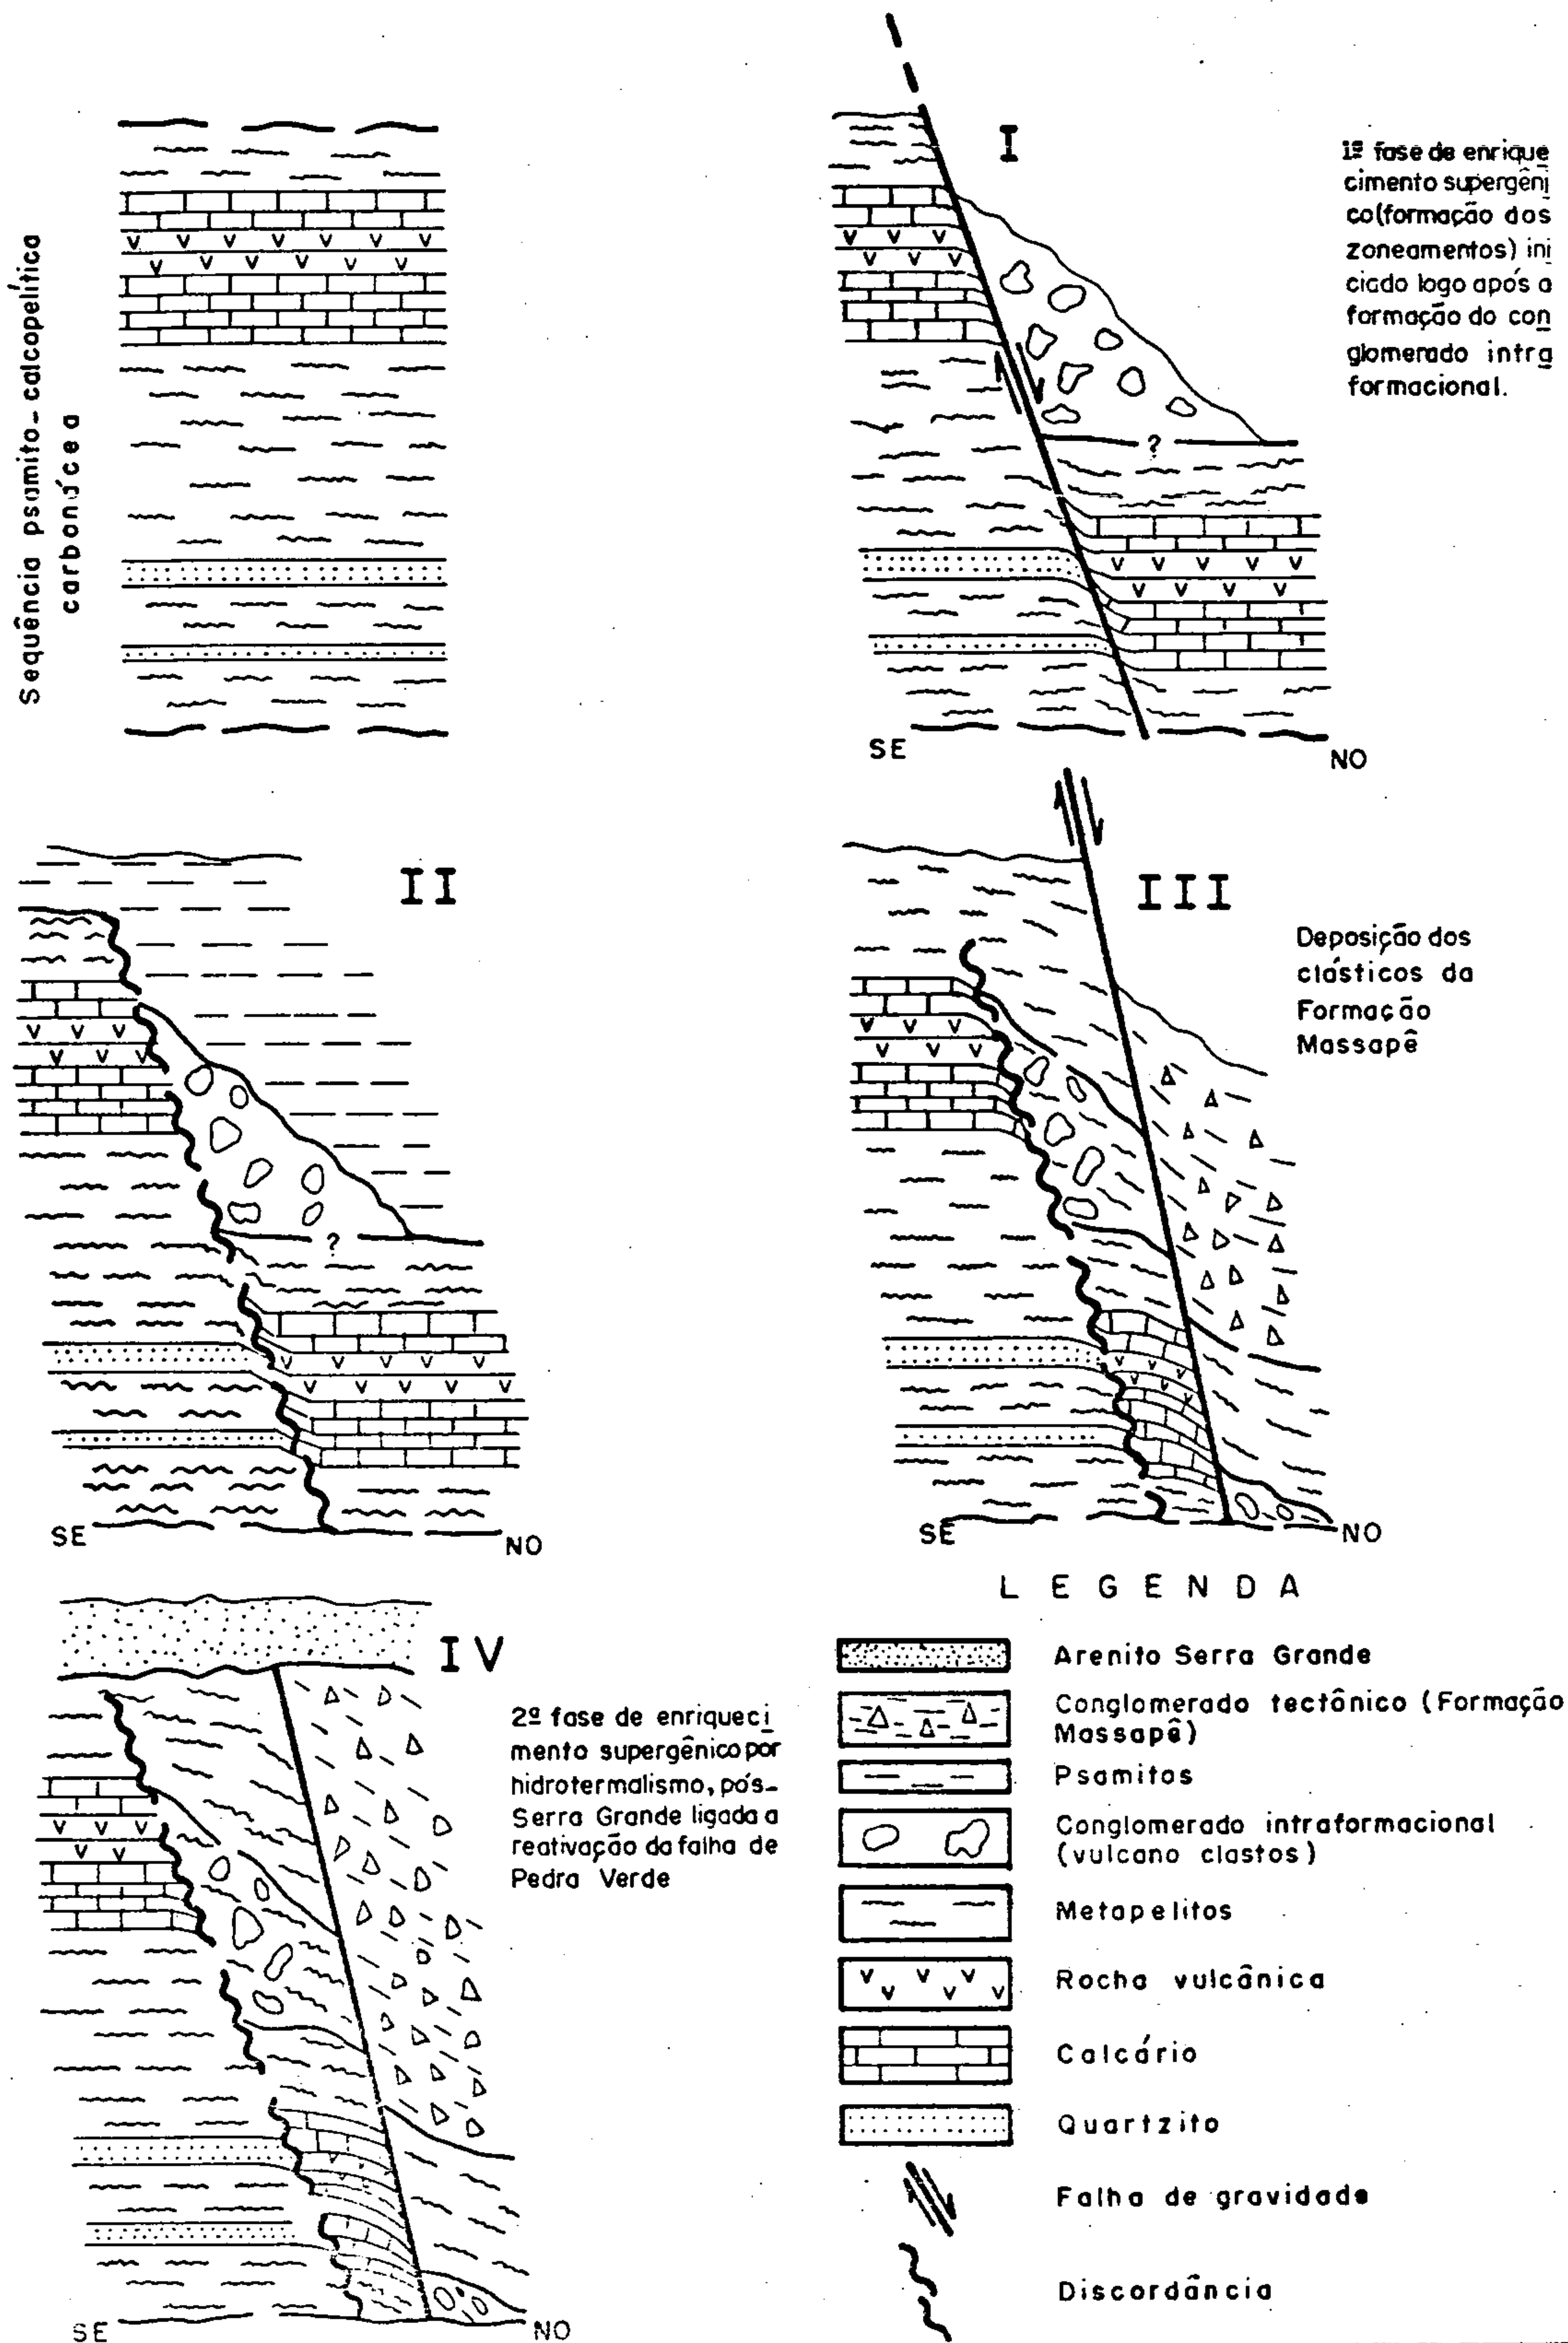 Sequência psamito-calcopelítica
carbonácea
I
1ª fase de enrique
cimento supergêni
co(formação dos
zoneamentos) ini
ciado logo após a
formação do con
glomerado intra
formacional.
?
SE
NO
II
?
SE
NO
III
Deposição dos
clásticos da
Formação
Massapê
SE
NO
IV
2ª fase de enriqueci
mento supergênico por
hidrotermalismo, pós-
Serra Grande ligada a
reativação da falha de
Pedra Verde
SE
NO
LEGENDA
Arenito Serra Grande
Conglomerado tectônico (Formação
Massapê)
Psamitos
Conglomerado intraformacional
(vulcano clastos)
Metapelitos
Rocha vulcânica
Calcário
Quartzito
Falha de gravidade
Discordância